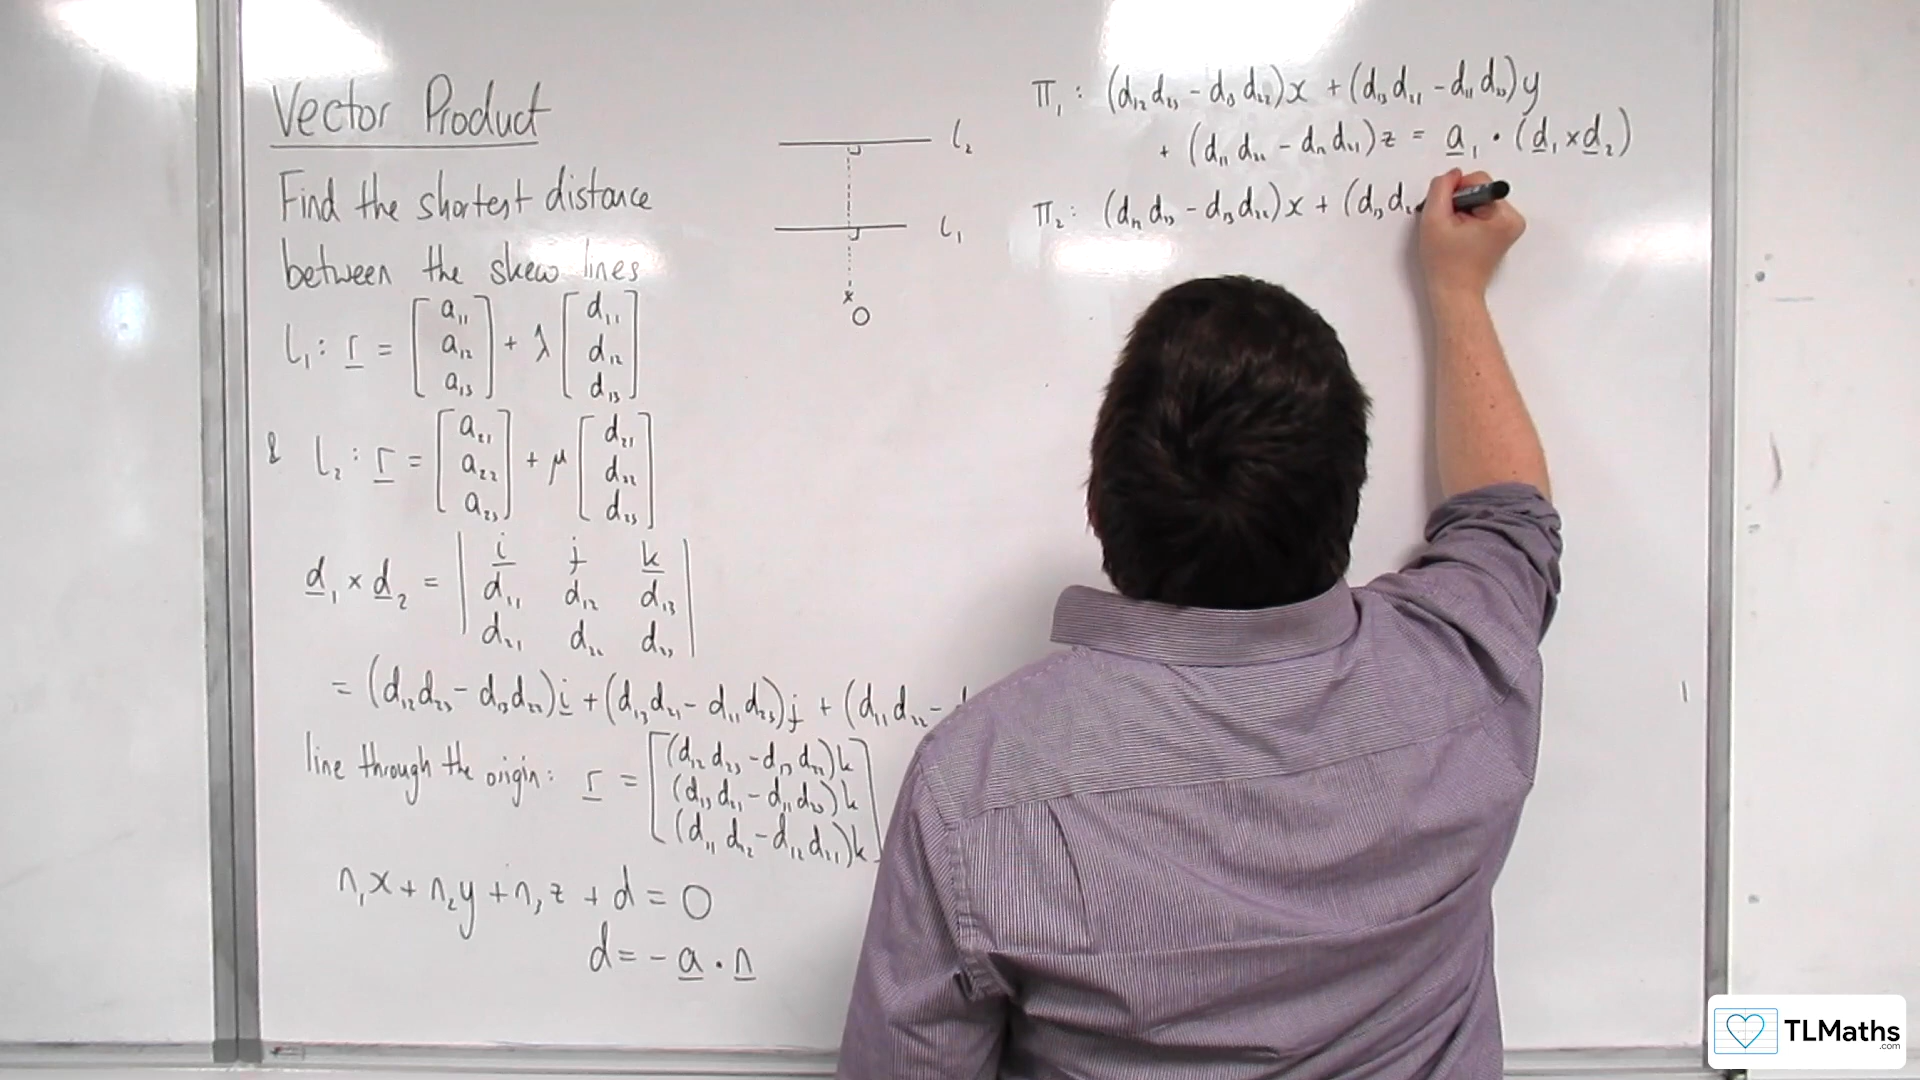 Vector Product
Find the shortest distance
between the skew lines
l₁: r = [a₁₁ a₁₂ a₁₃] + λ [d₁₁ d₁₂ d₁₃]
& l₂: r = [a₂₁ a₂₂ a₂₃] + μ [d₂₁ d₂₂ d₂₃]
d₁ × d₂ = | i j k
d₁₁ d₁₂ d₁₃
d₂₁ d₂₂ d₂₃ |
= (d₁₂d₂₃ - d₁₃d₂₂)i + (d₁₃d₂₁ - d₁₁d₂₃)j + (d₁₁d₂₂ -
line through the origin: r = [(d₁₂d₂₃ - d₁₃d₂₂)k
(d₁₃d₂₁ - d₁₁d₂₃)k
(d₁₁d₂₂ - d₁₂d₂₁)k]
n₁x + n₂y + n₃z + d = 0
d = - a · n
l₂
l₁
O
π₁: (d₁₂d₂₃ - d₁₃d₂₂)x + (d₁₃d₂₁ - d₁₁d₂₃)y
+ (d₁₁d₂₂ - d₁₂d₂₁)z = a₁ · (d₁ × d₂)
π₂: (d₁₂d₂₃ - d₁₃d₂₂)x + (d₁₃d₂
TLMaths
.com